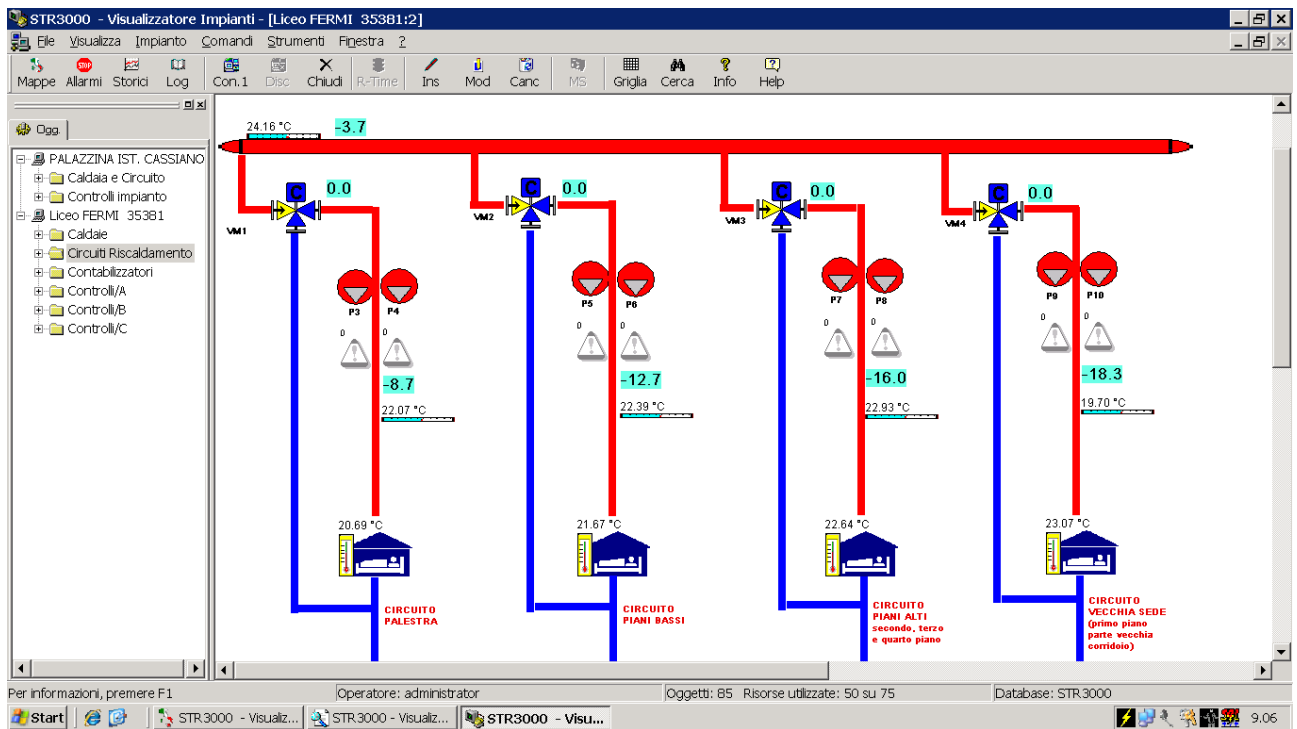 STR3000 - Visualizzatore Impianti - [Liceo FERMI 35381:2]
File Visualizza Impianto Comandi Strumenti Finestra ?
Mappe Allarmi Storici Log Con.1 Disc Chiudi R-Time Ins Mod Canc MS Griglia Cerca Info Help
Ogg.
PALAZZINA IST. CASSIANO
Caldaia e Circuito
Controlli impianto
Liceo FERMI 35381
Caldaie
Circuiti Riscaldamento
Contabilizzatori
Controlli/A
Controlli/B
Controlli/C
24.16 °C -3.7
C 0.0 C 0.0 C 0.0 C 0.0
VM1 VM2 VM3 VM4
P3 P4 P5 P6 P7 P8 P9 P10
0 0 0 0 0 0 0 0
-8.7 -12.7 -16.0 -18.3
22.07 °C 22.39 °C 22.93 °C 19.70 °C
20.69 °C 21.67 °C 22.64 °C 23.07 °C
CIRCUITO
PALESTRA
CIRCUITO
PIANI BASSI
CIRCUITO
PIANI ALTI
secondo, terzo
e quarto piano
CIRCUITO
VECCHIA SEDE
(primo piano
parte vecchia
corridoio)
Per informazioni, premere F1 Operatore: administrator Oggetti: 85 Risorse utilizzate: 50 su 75 Database: STR3000
Start STR3000 - Visualiz... STR3000 - Visualiz... STR3000 - Visu... 9.06